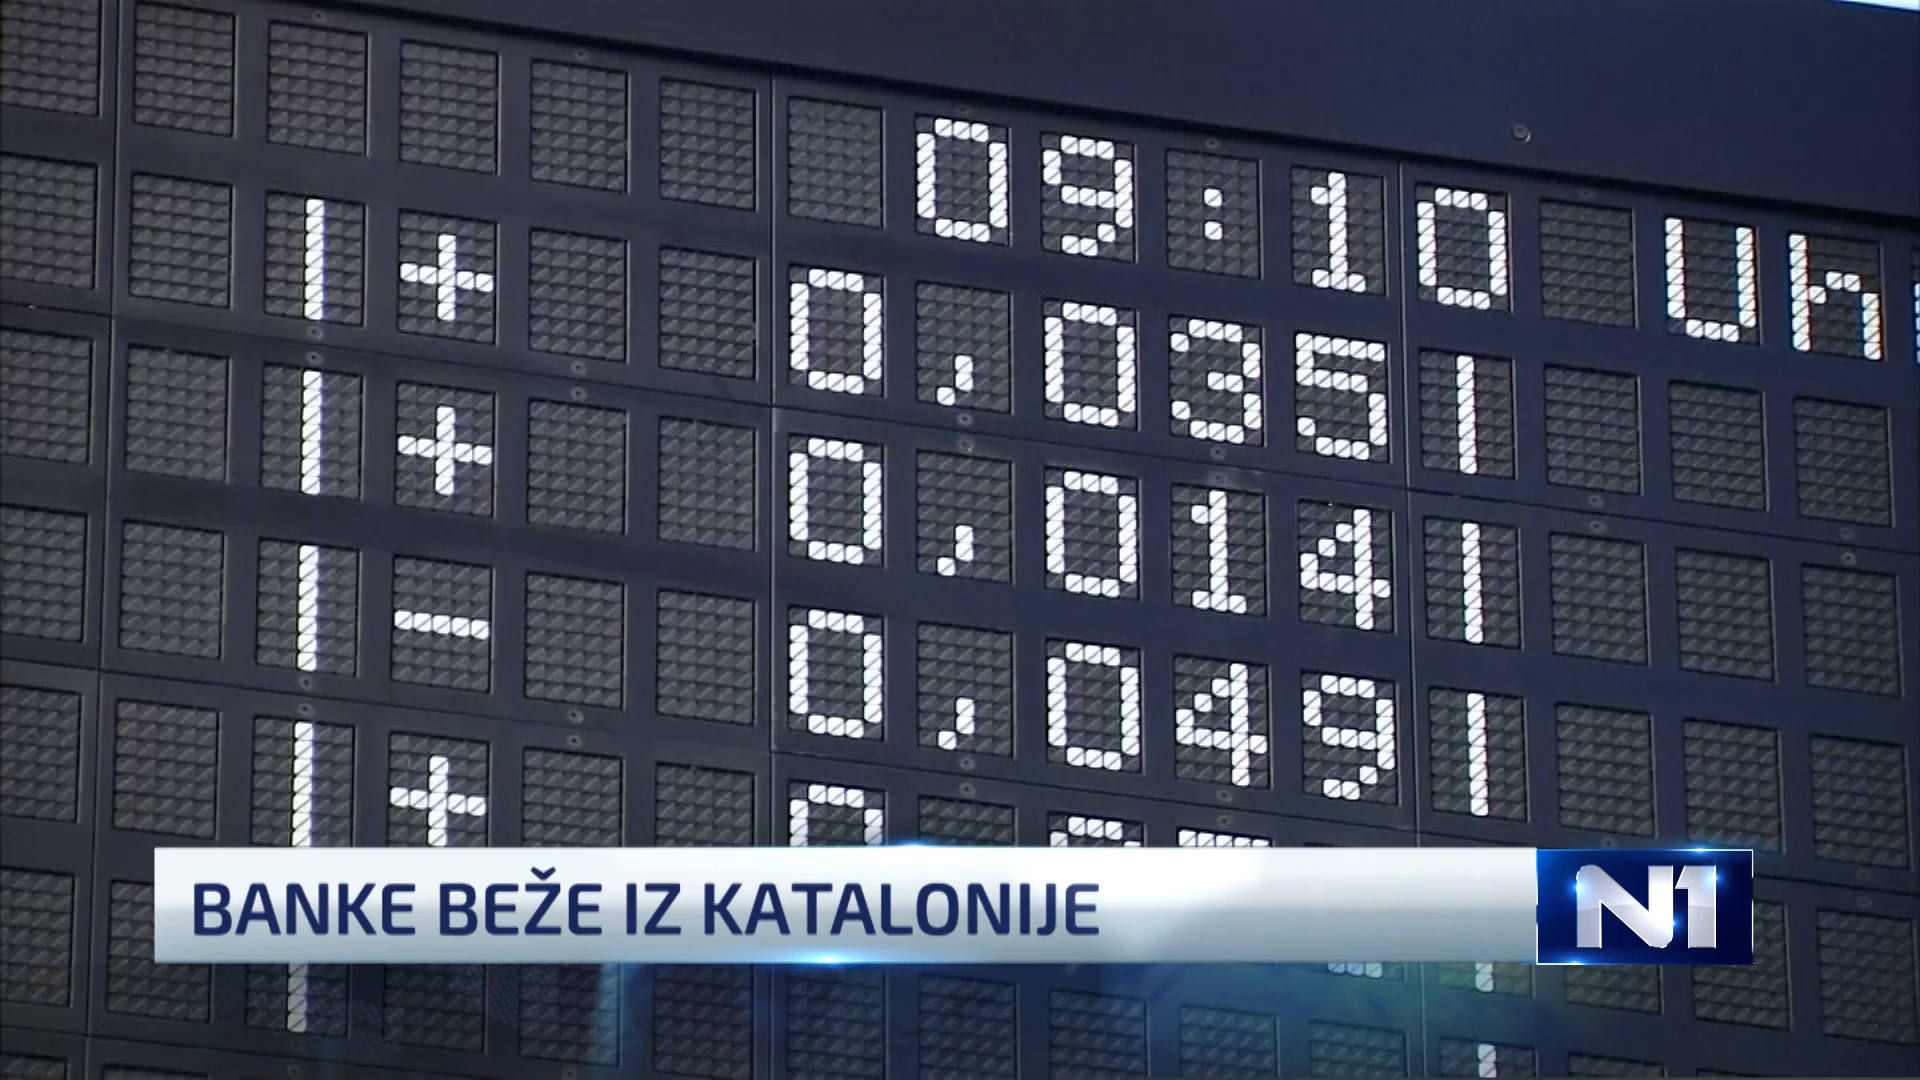 09:10 Uh
| + 0,035 |
| + 0,014 |
| - 0,049 |
| +
BANKE BEŽE IZ KATALONIJE
N1